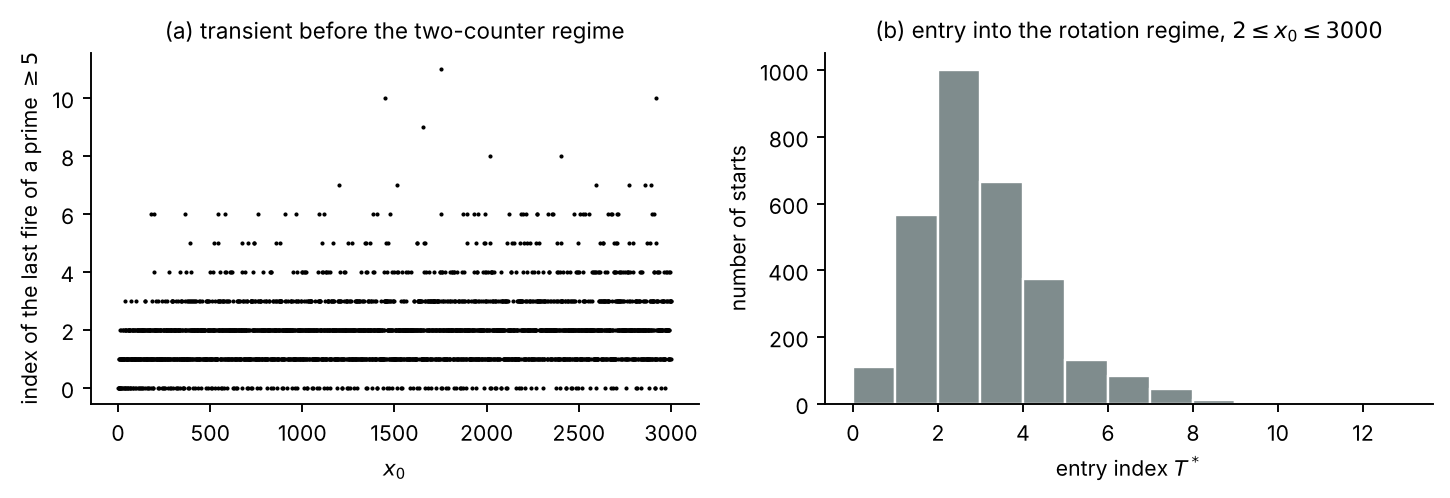 (a) transient before the two-counter regime
index of the last fire of a prime ≥ 5
10
8
6
4
2
0
0 500 1000 1500 2000 2500 3000
x₀
(b) entry into the rotation regime, 2 ≤ x₀ ≤ 3000
number of starts
1000
800
600
400
200
0
0 2 4 6 8 10 12
entry index T*